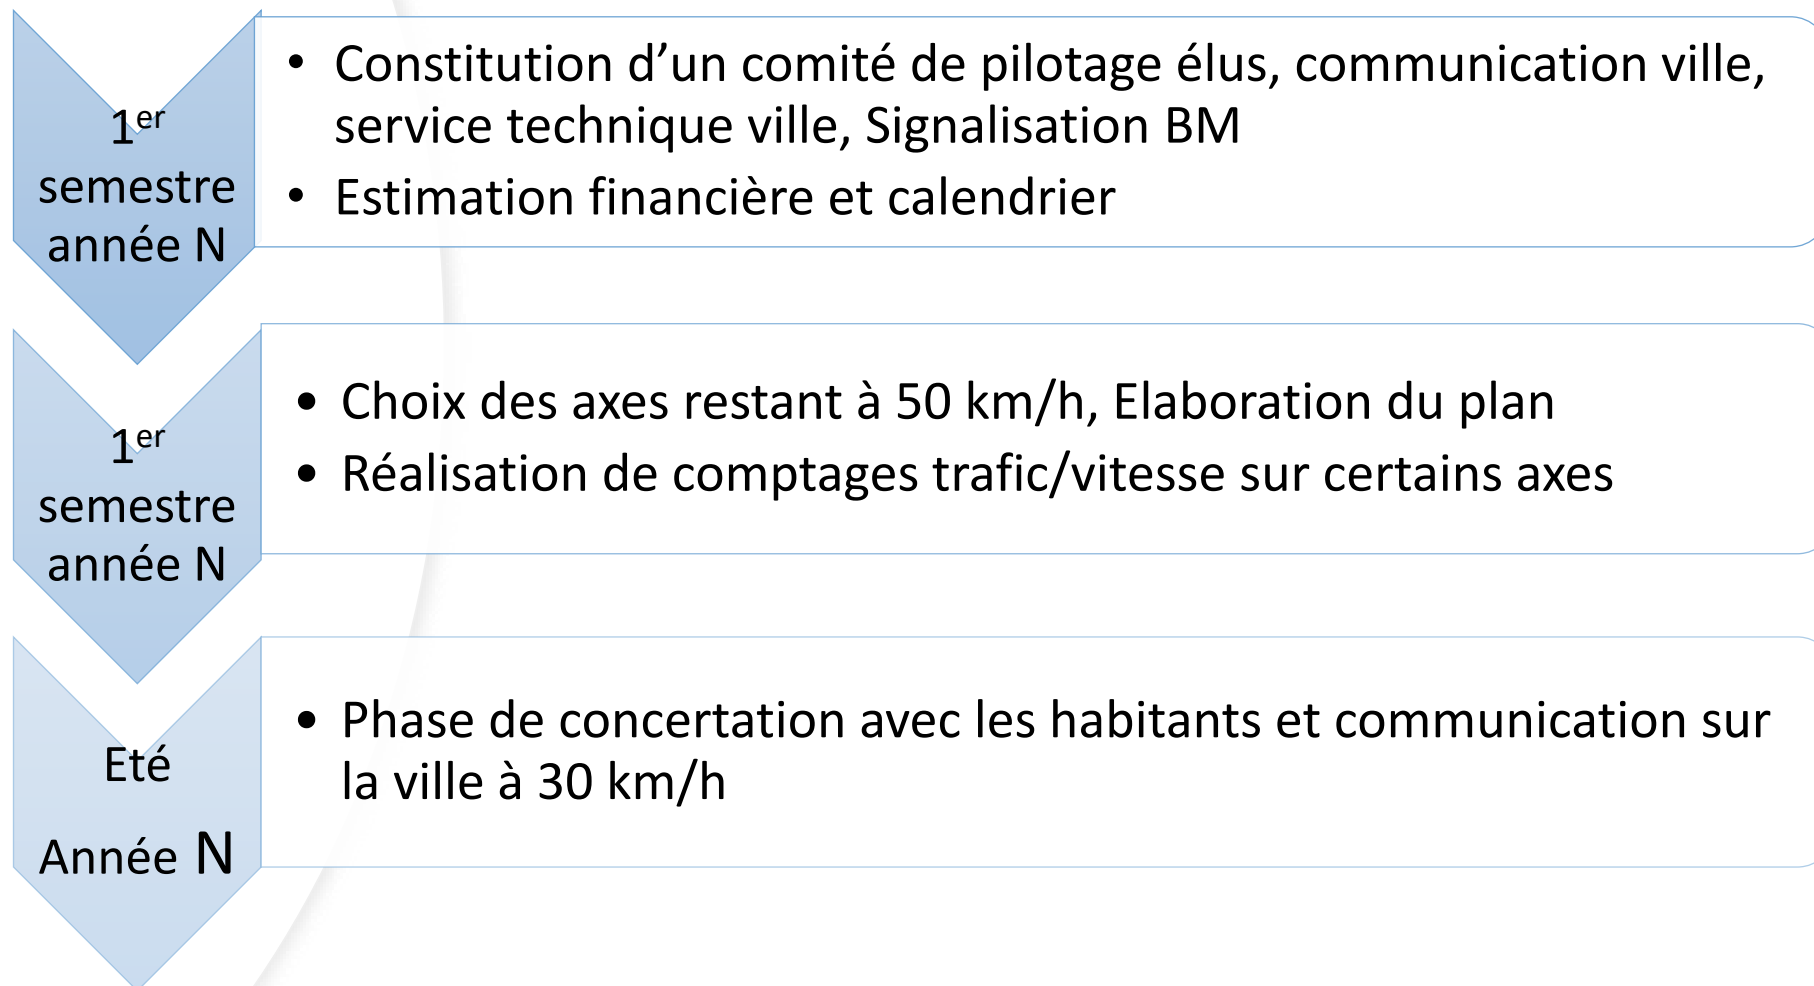 1er
semestre
année N
• Constitution d’un comité de pilotage élus, communication ville,
service technique ville, Signalisation BM
• Estimation financière et calendrier
1er
semestre
année N
• Choix des axes restant à 50 km/h, Elaboration du plan
• Réalisation de comptages trafic/vitesse sur certains axes
Eté
Année N
• Phase de concertation avec les habitants et communication sur
la ville à 30 km/h